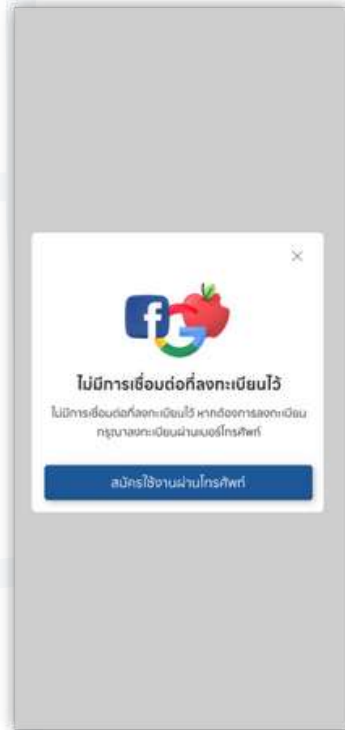 ไม่มีการเชื่อมต่อที่ลงทะเบียนไว้
ไม่มีการเชื่อมต่อที่ลงทะเบียนไว้ หากต้องการลงทะเบียน
กรุณาลงทะเบียนผ่านเบอร์โทรศัพท์
สมัครใช้งานผ่านโทรศัพท์